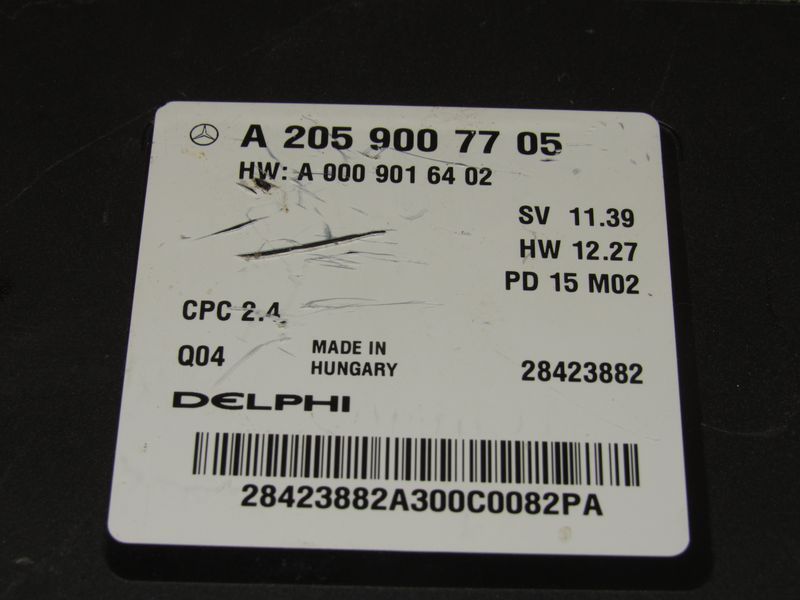 A 205 900 77 05
HW: A 000 901 64 02
SV 11.39
HW 12.27
PD 15 M02
CPC 2.4
Q04
MADE IN
HUNGARY
28423882
DELPHI
28423882A300C0082PA